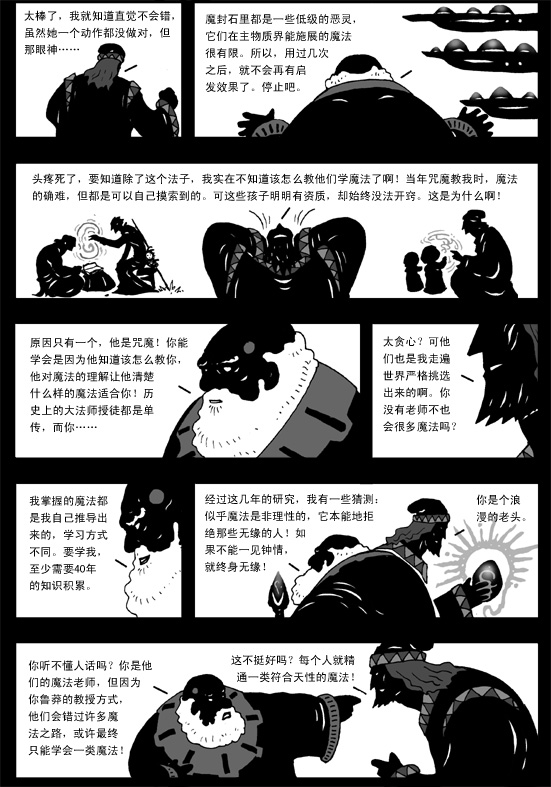 太棒了，我就知道直觉不会错，
虽然她一个动作都没做对，但
那眼神……
魔封石里都是一些低级的恶灵，
它们在主物质界能施展的魔法
很有限。所以，用过几次
之后，就不会再有启
发效果了。停止吧。
头疼死了，要知道除了这个法子，我实在不知道该怎么教他们学魔法了啊！当年咒魔教我时，魔法
的确难，但都是可以自己摸索到的。可这些孩子明明有资质，却始终没法开窍。这是为什么啊！
原因只有一个，他是咒魔！你能
学会是因为他知道该怎么教你，
他对魔法的理解让他清楚
什么样的魔法适合你！历
史上的大法师授徒都是单
传，而你……
太贪心？可他
们也是我走遍
世界严格挑选
出来的啊。你
没有老师不也
会很多魔法吗？
我掌握的魔法都
是我自己推导出
来的，学习方式
不同。要学我，
至少需要40年
的知识积累。
经过这几年的研究，我有一些猜测：
似乎魔法是非理性的，它本能地拒
绝那些无缘的人！如
果不能一见钟情，
就终身无缘！
你是个浪
漫的老头。
你听不懂人话吗？你是他
们的魔法老师，但因为
你鲁莽的教授方式，
他们会错过许多魔
法之路，或许最终
只能学会一类魔法！
这不挺好吗？每个人就精
通一类符合天性的魔法！